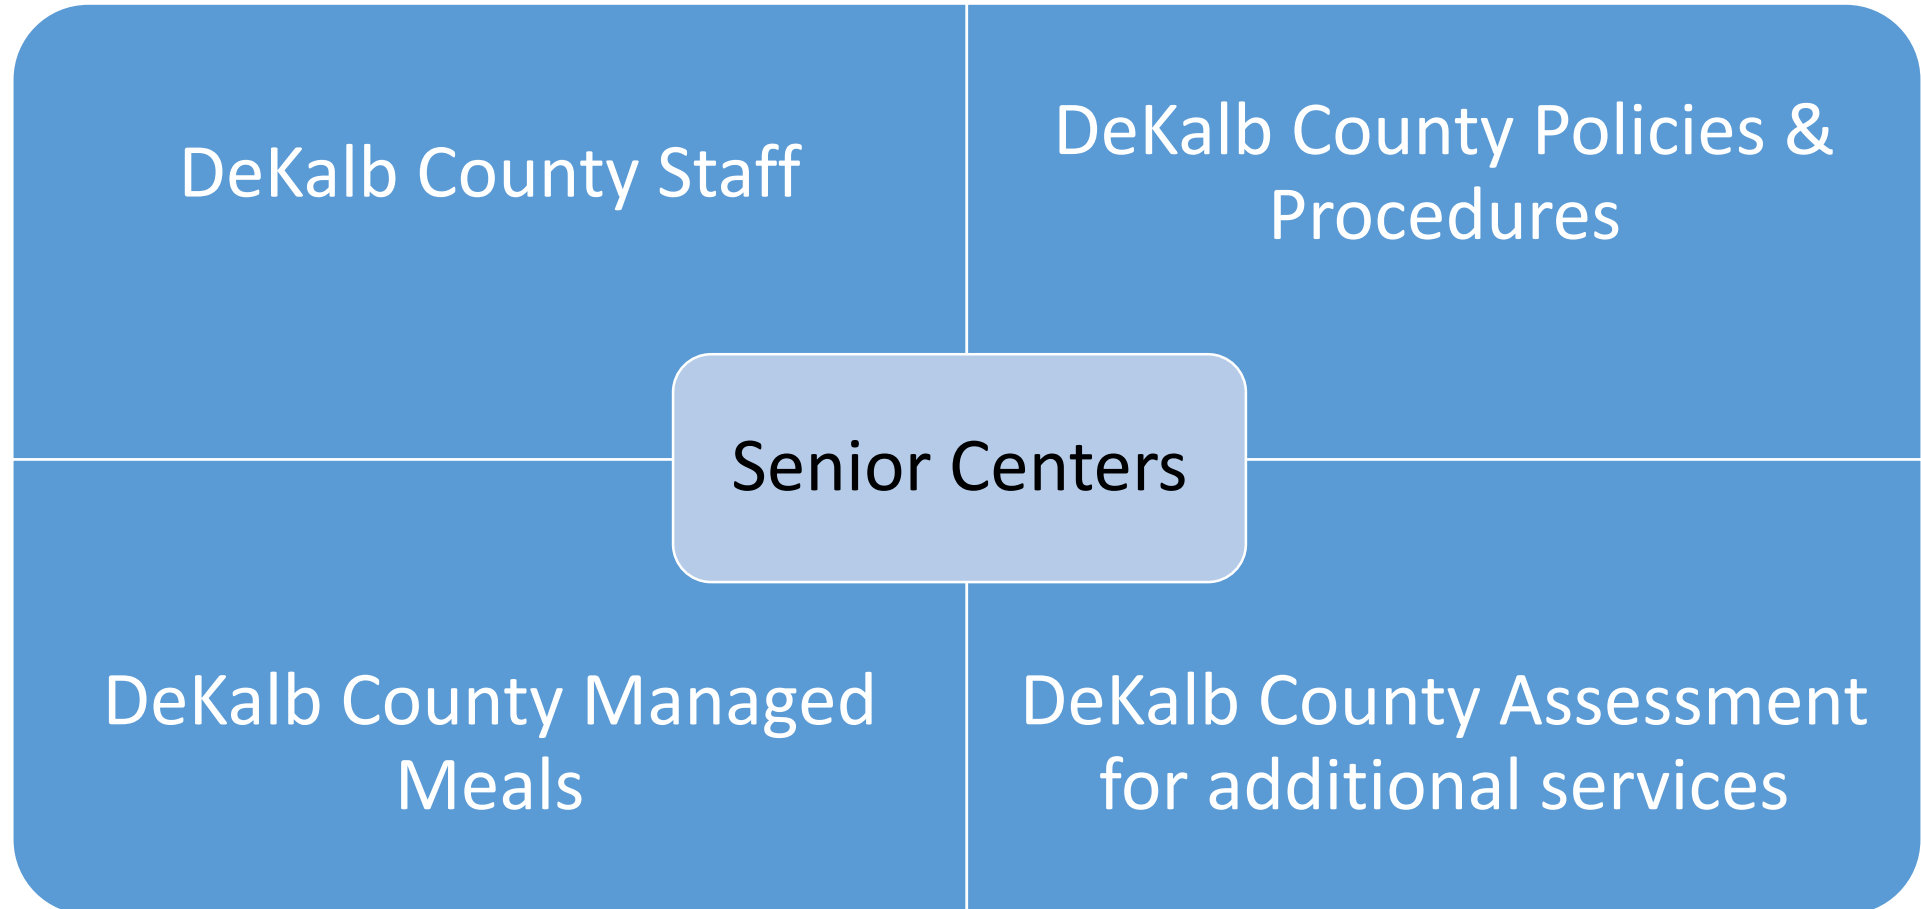 DeKalb County Staff
DeKalb County Policies &
Procedures
Senior Centers
DeKalb County Managed
Meals
DeKalb County Assessment
for additional services